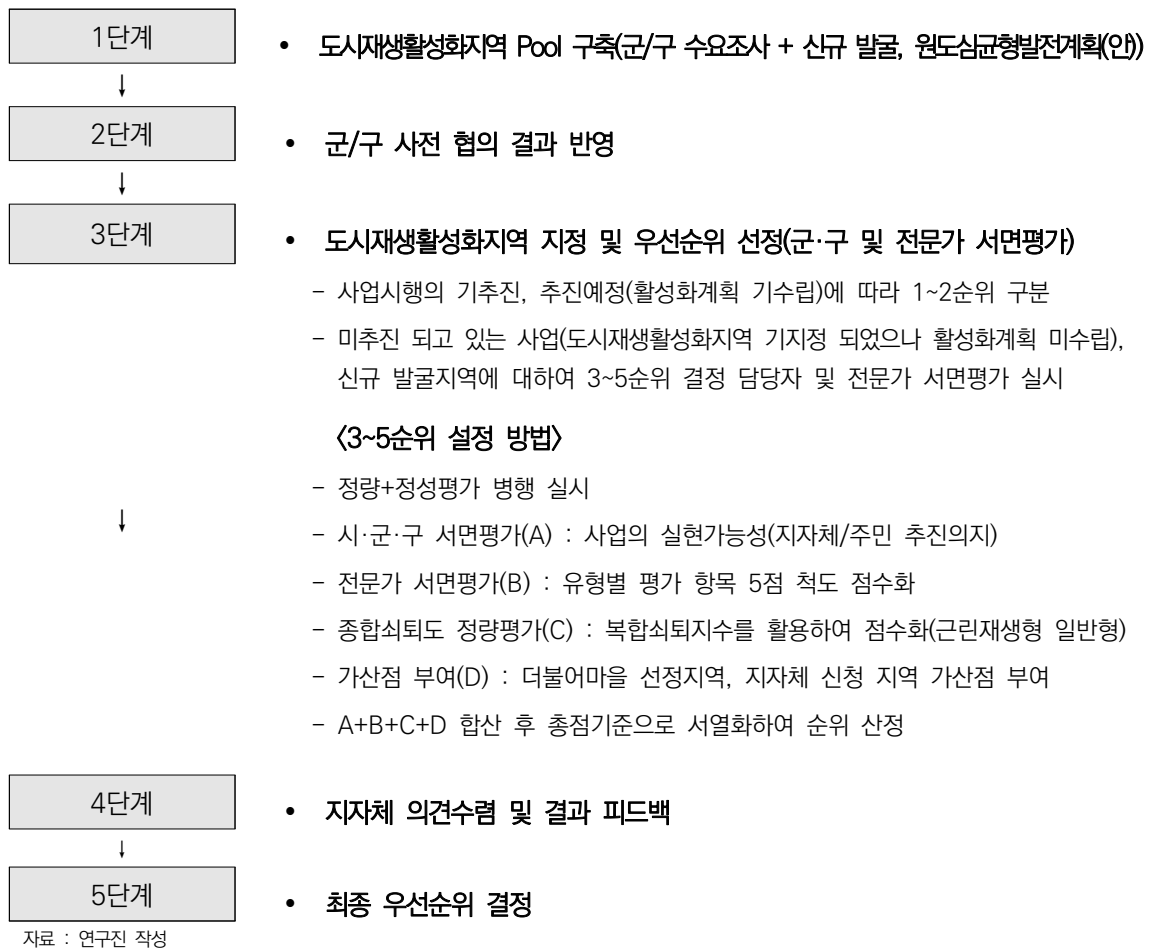 1단계
• 도시재생활성화지역 Pool 구축(군/구 수요조사 + 신규 발굴, 원도심균형발전계획(안))
↓
2단계
• 군/구 사전 협의 결과 반영
↓
3단계
• 도시재생활성화지역 지정 및 우선순위 선정(군·구 및 전문가 서면평가)
- 사업시행의 기추진, 추진예정(활성화계획 기수립)에 따라 1~2순위 구분
- 미추진 되고 있는 사업(도시재생활성화지역 기지정 되었으나 활성화계획 미수립),
신규 발굴지역에 대하여 3~5순위 결정 담당자 및 전문가 서면평가 실시
<3~5순위 설정 방법>
- 정량+정성평가 병행 실시
↓
- 시·군·구 서면평가(A) : 사업의 실현가능성(지자체/주민 추진의지)
- 전문가 서면평가(B) : 유형별 평가 항목 5점 척도 점수화
- 종합쇠퇴도 정량평가(C) : 복합쇠퇴지수를 활용하여 점수화(근린재생형 일반형)
- 가산점 부여(D) : 더불어마을 선정지역, 지자체 신청 지역 가산점 부여
- A+B+C+D 합산 후 총점기준으로 서열화하여 순위 산정
4단계
• 지자체 의견수렴 및 결과 피드백
↓
5단계
• 최종 우선순위 결정
자료 : 연구진 작성